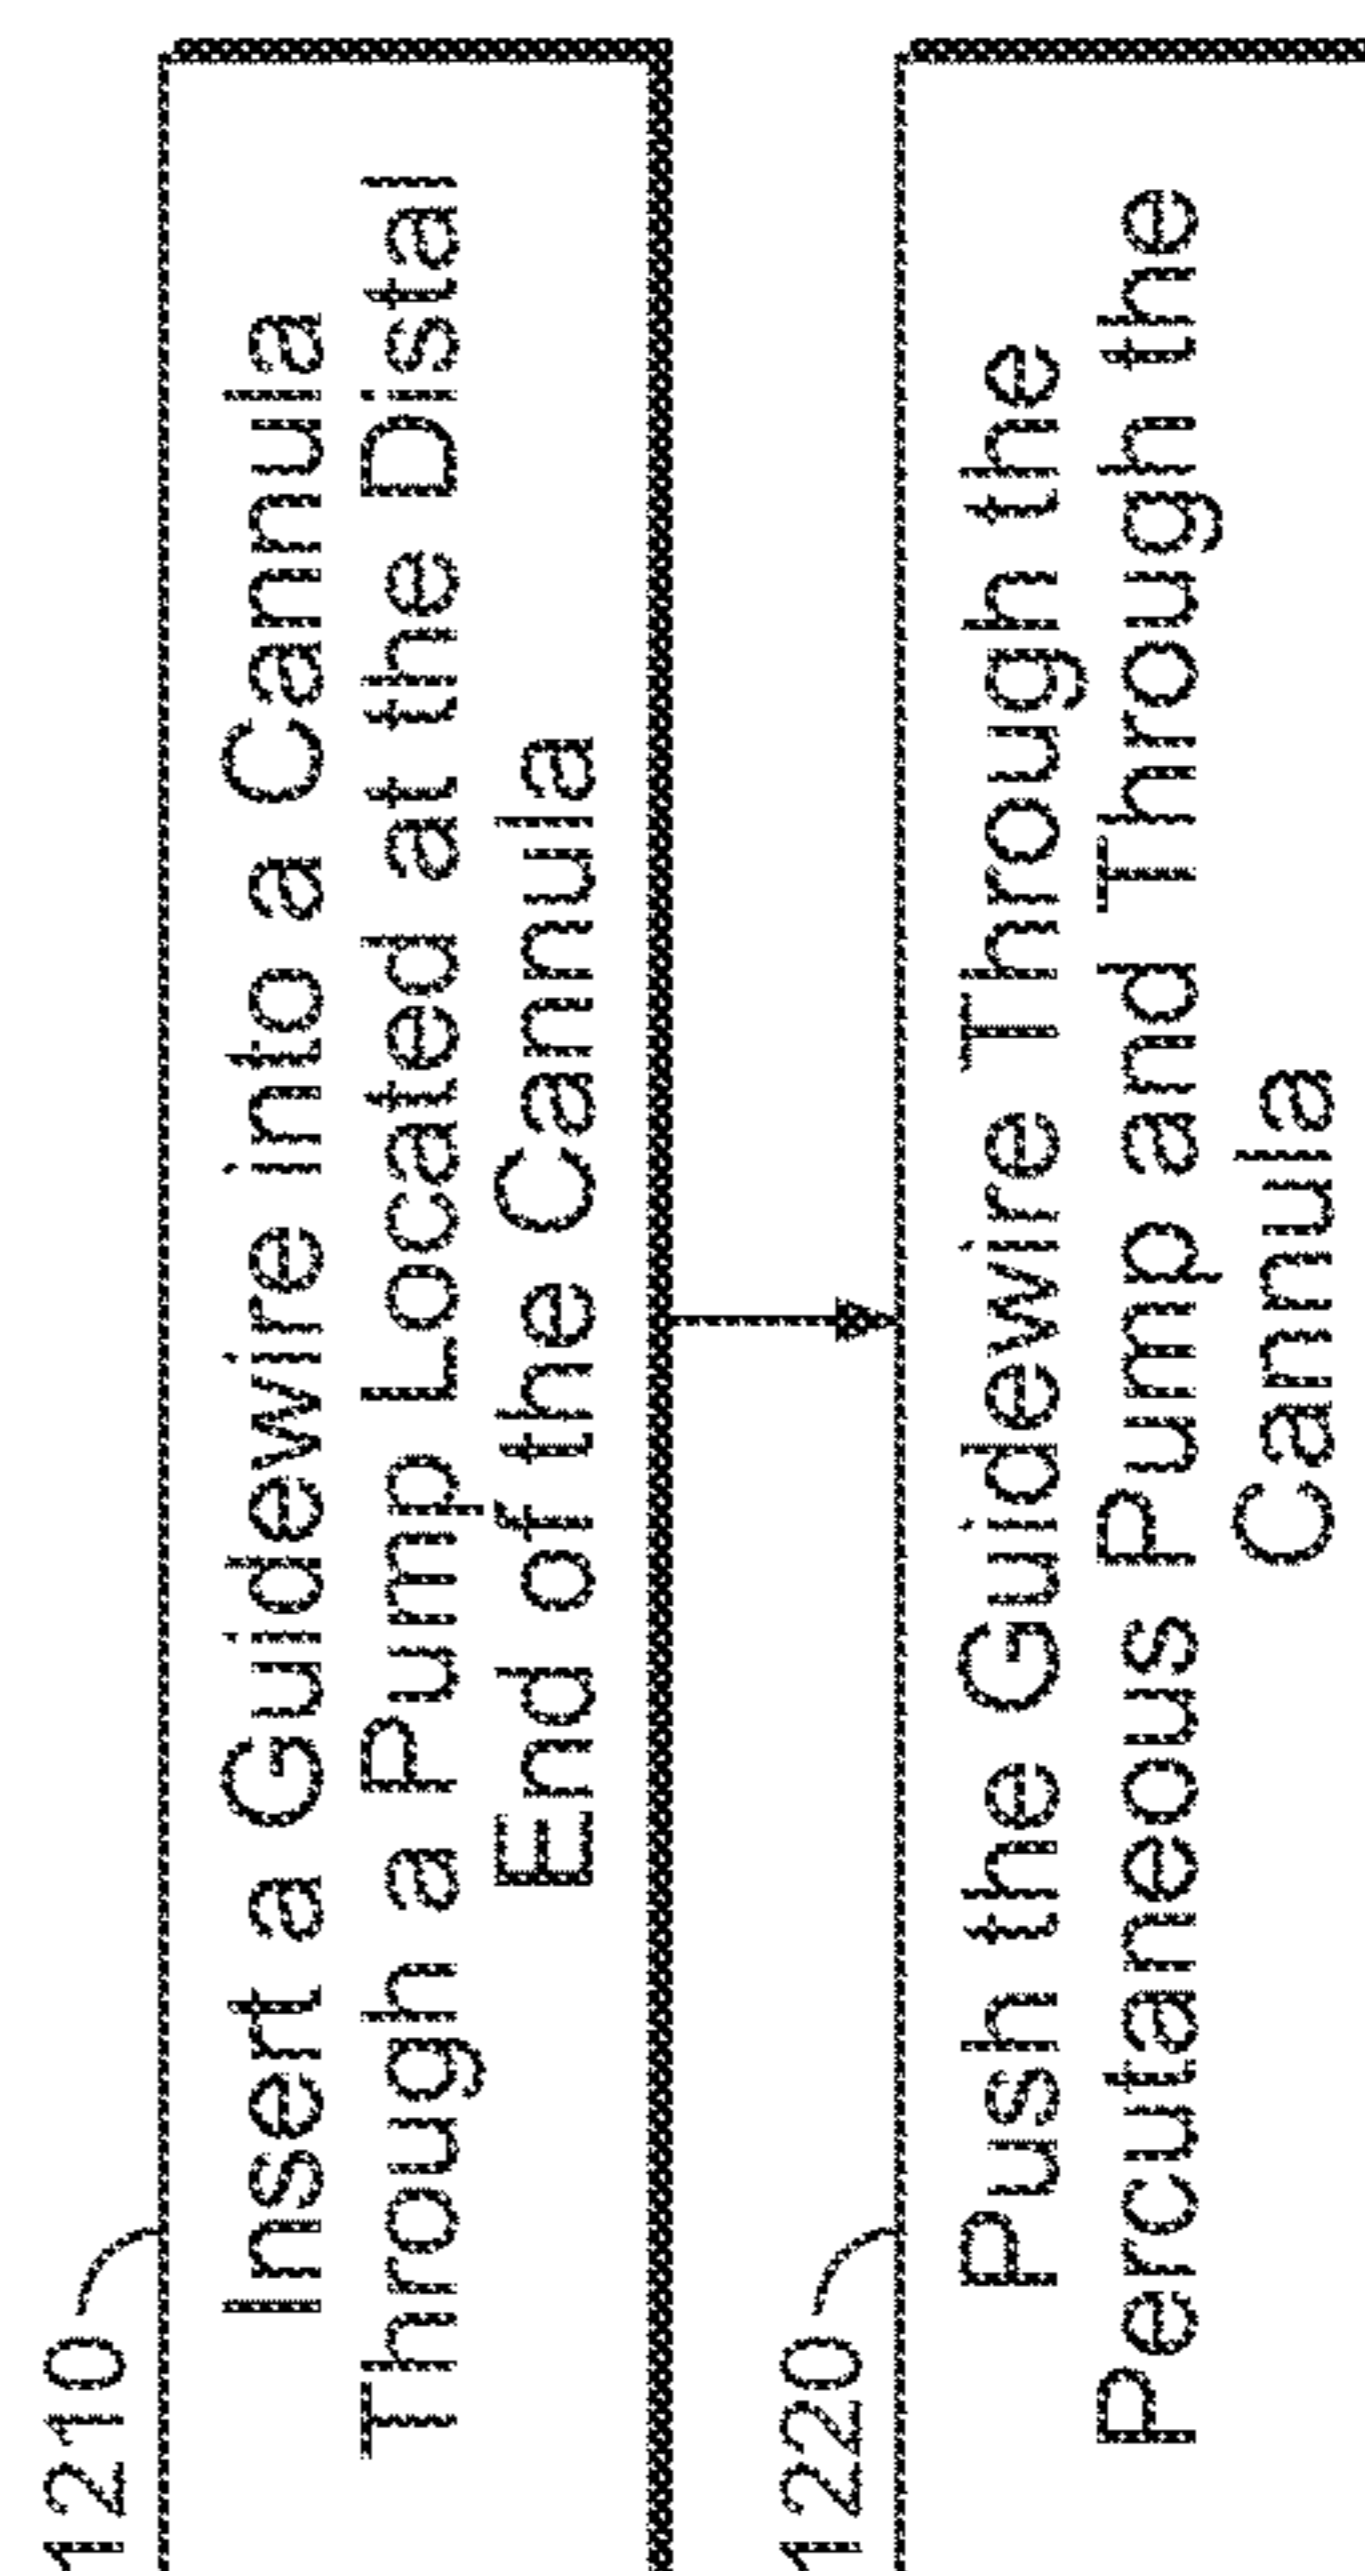 1210
Insert a Guidewire into a Cannula
Through a Pump Located at the Distal
End of the Cannula
1220
Push the Guidewire Through the
Percutaneous Pump and Through the
Cannula